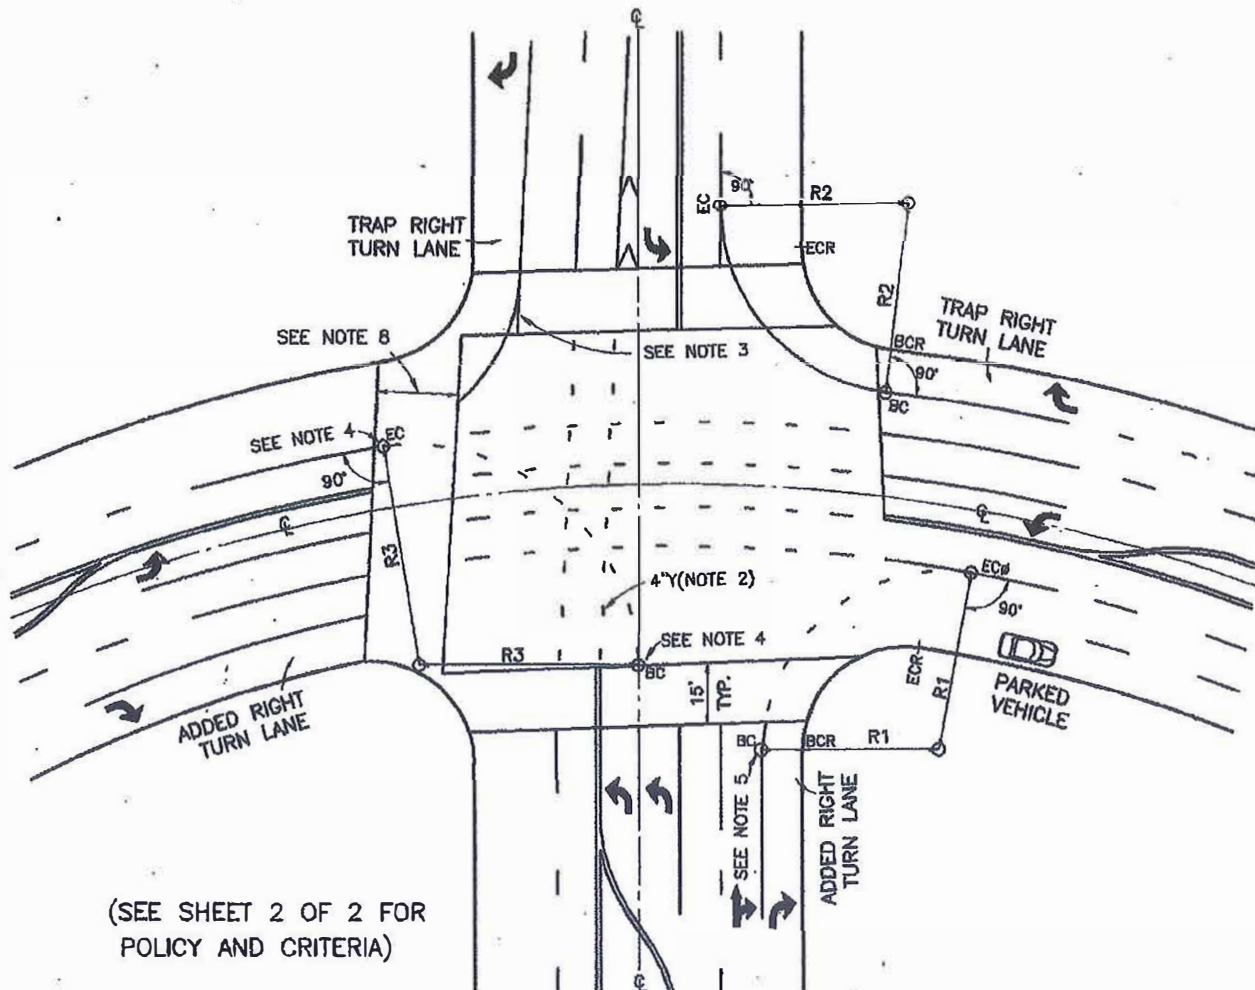 ℄
90°
R2
EC
TRAP RIGHT
TURN LANE
ECR
R2
TRAP RIGHT
TURN LANE
SEE NOTE 8
SEE NOTE 3
BCR
90°
BC
SEE NOTE 4
EC
90°
℄
℄
R3
4"Y(NOTE 2)
90°
SEE NOTE 4
R3
BC
ECR
R1
15'
TYP.
PARKED
VEHICLE
ADDED RIGHT
TURN LANE
BC
BCR
R1
SEE NOTE 5
ADDED RIGHT
TURN LANE
(SEE SHEET 2 OF 2 FOR
POLICY AND CRITERIA)
℄